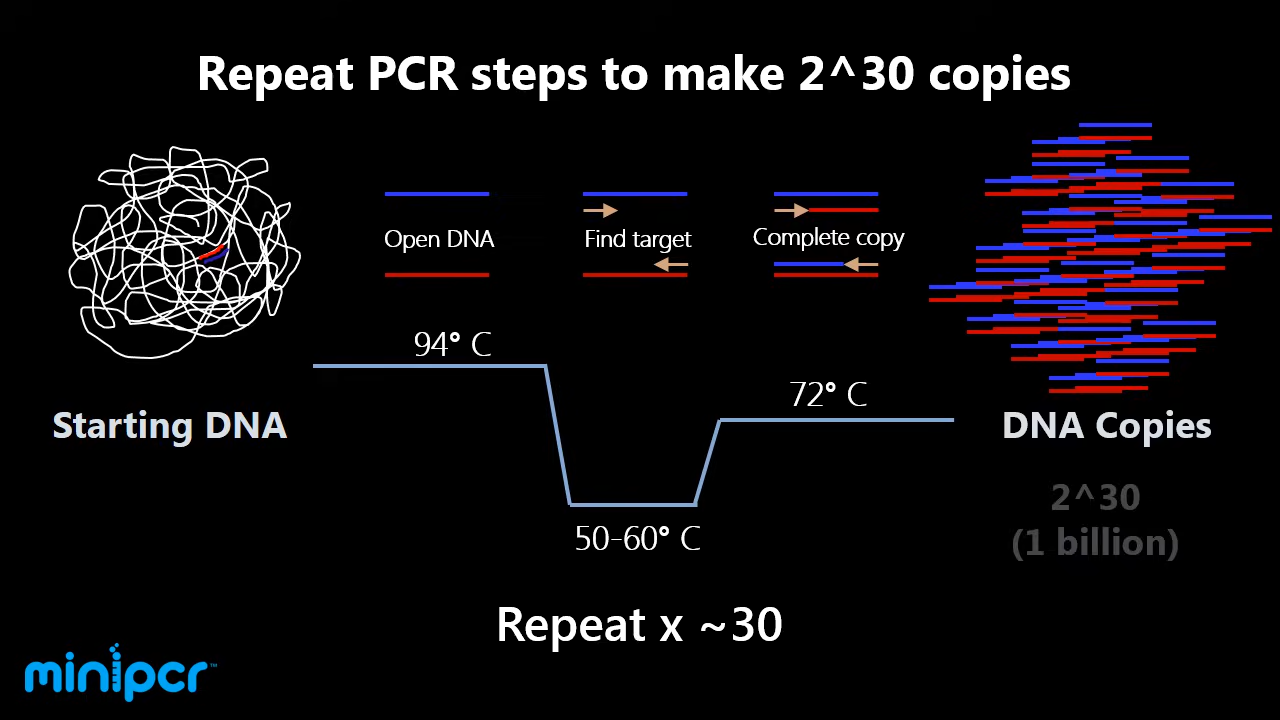 Repeat PCR steps to make 2^30 copies
Open DNA
Find target
Complete copy
94° C
72° C
50-60° C
Starting DNA
DNA Copies
2^30
(1 billion)
Repeat x ~30
minipcr™